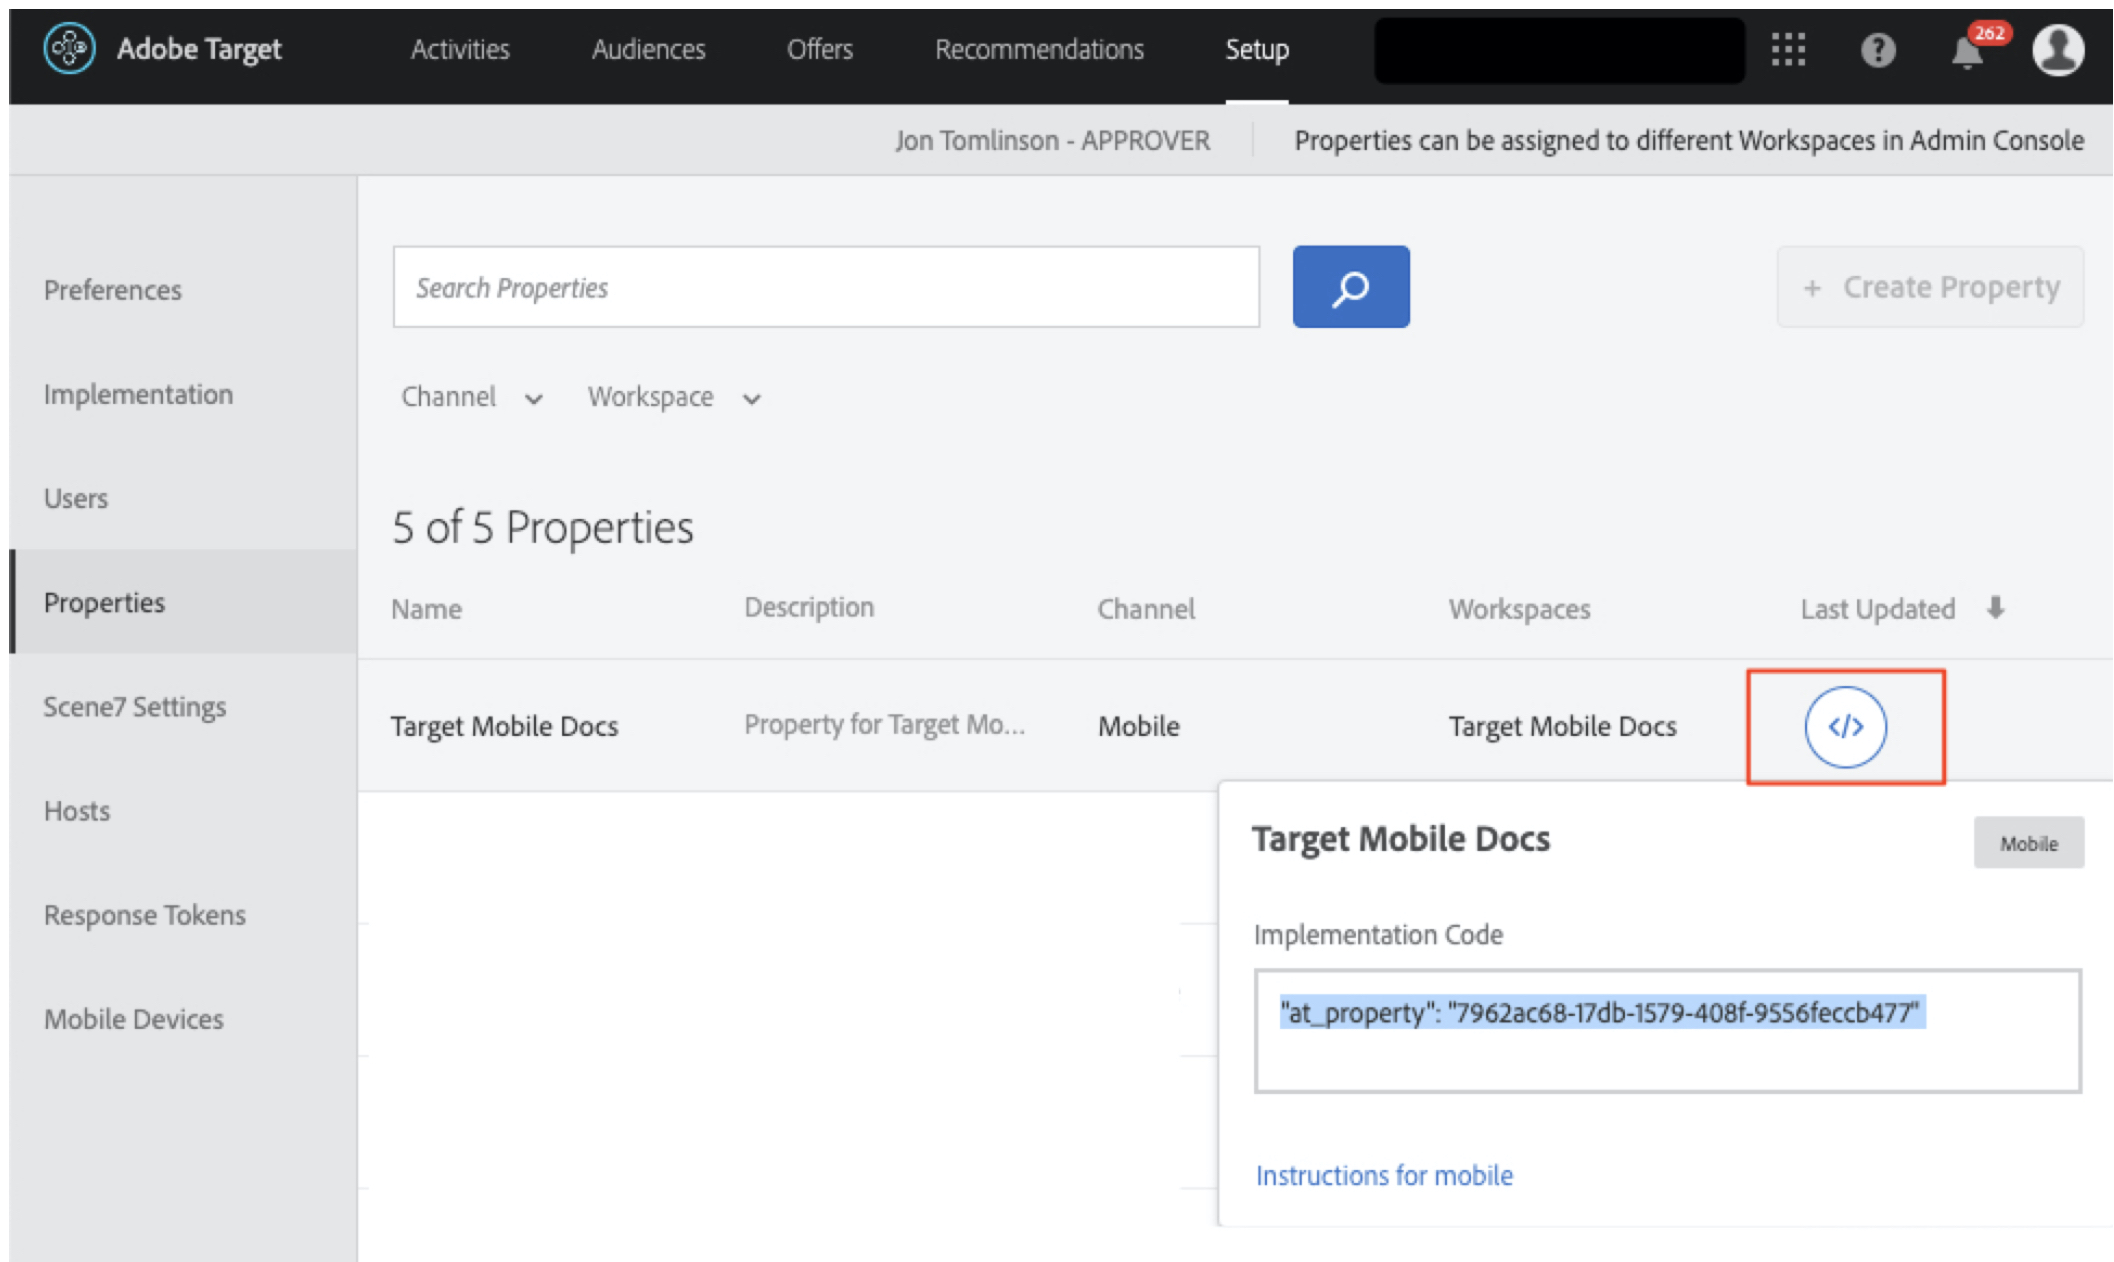 Adobe Target Activities Audiences Offers Recommendations Setup 262
Jon Tomlinson - APPROVER Properties can be assigned to different Workspaces in Admin Console
Preferences
Implementation
Users
Properties
Scene7 Settings
Hosts
Response Tokens
Mobile Devices
Search Properties
+ Create Property
Channel Workspace
5 of 5 Properties
Name Description Channel Workspaces Last Updated
Target Mobile Docs Property for Target Mo... Mobile Target Mobile Docs </>
Target Mobile Docs Mobile
Implementation Code
"at_property": "7962ac68-17db-1579-408f-9556feccb477"
Instructions for mobile